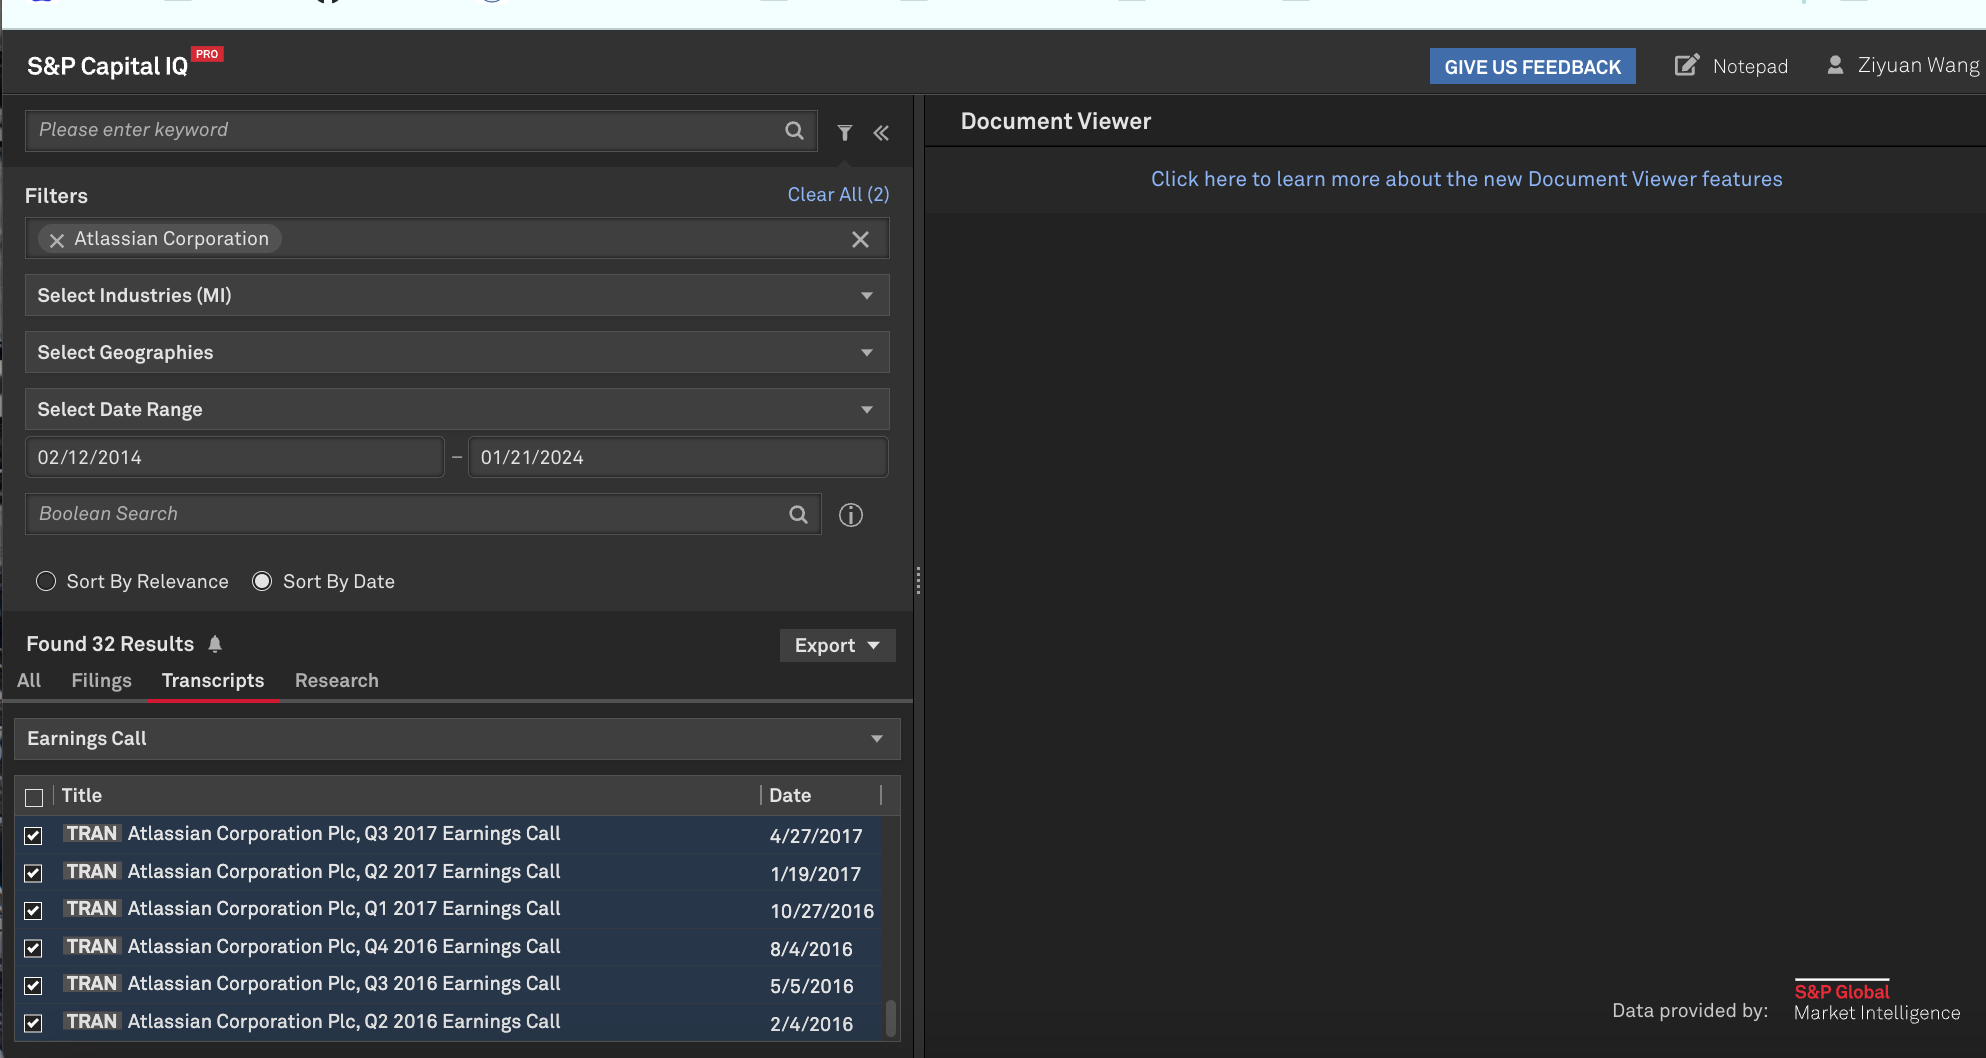 S&P Capital IQ PRO
GIVE US FEEDBACK
Notepad
Ziyuan Wang
Please enter keyword
Document Viewer
Click here to learn more about the new Document Viewer features
Filters
Clear All (2)
Atlassian Corporation
Select Industries (MI)
Select Geographies
Select Date Range
02/12/2014 – 01/21/2024
Boolean Search
Sort By Relevance Sort By Date
Found 32 Results
Export
All Filings Transcripts Research
Earnings Call
Title Date
TRAN Atlassian Corporation Plc, Q3 2017 Earnings Call 4/27/2017
TRAN Atlassian Corporation Plc, Q2 2017 Earnings Call 1/19/2017
TRAN Atlassian Corporation Plc, Q1 2017 Earnings Call 10/27/2016
TRAN Atlassian Corporation Plc, Q4 2016 Earnings Call 8/4/2016
TRAN Atlassian Corporation Plc, Q3 2016 Earnings Call 5/5/2016
TRAN Atlassian Corporation Plc, Q2 2016 Earnings Call 2/4/2016
Data provided by:
S&P Global
Market Intelligence